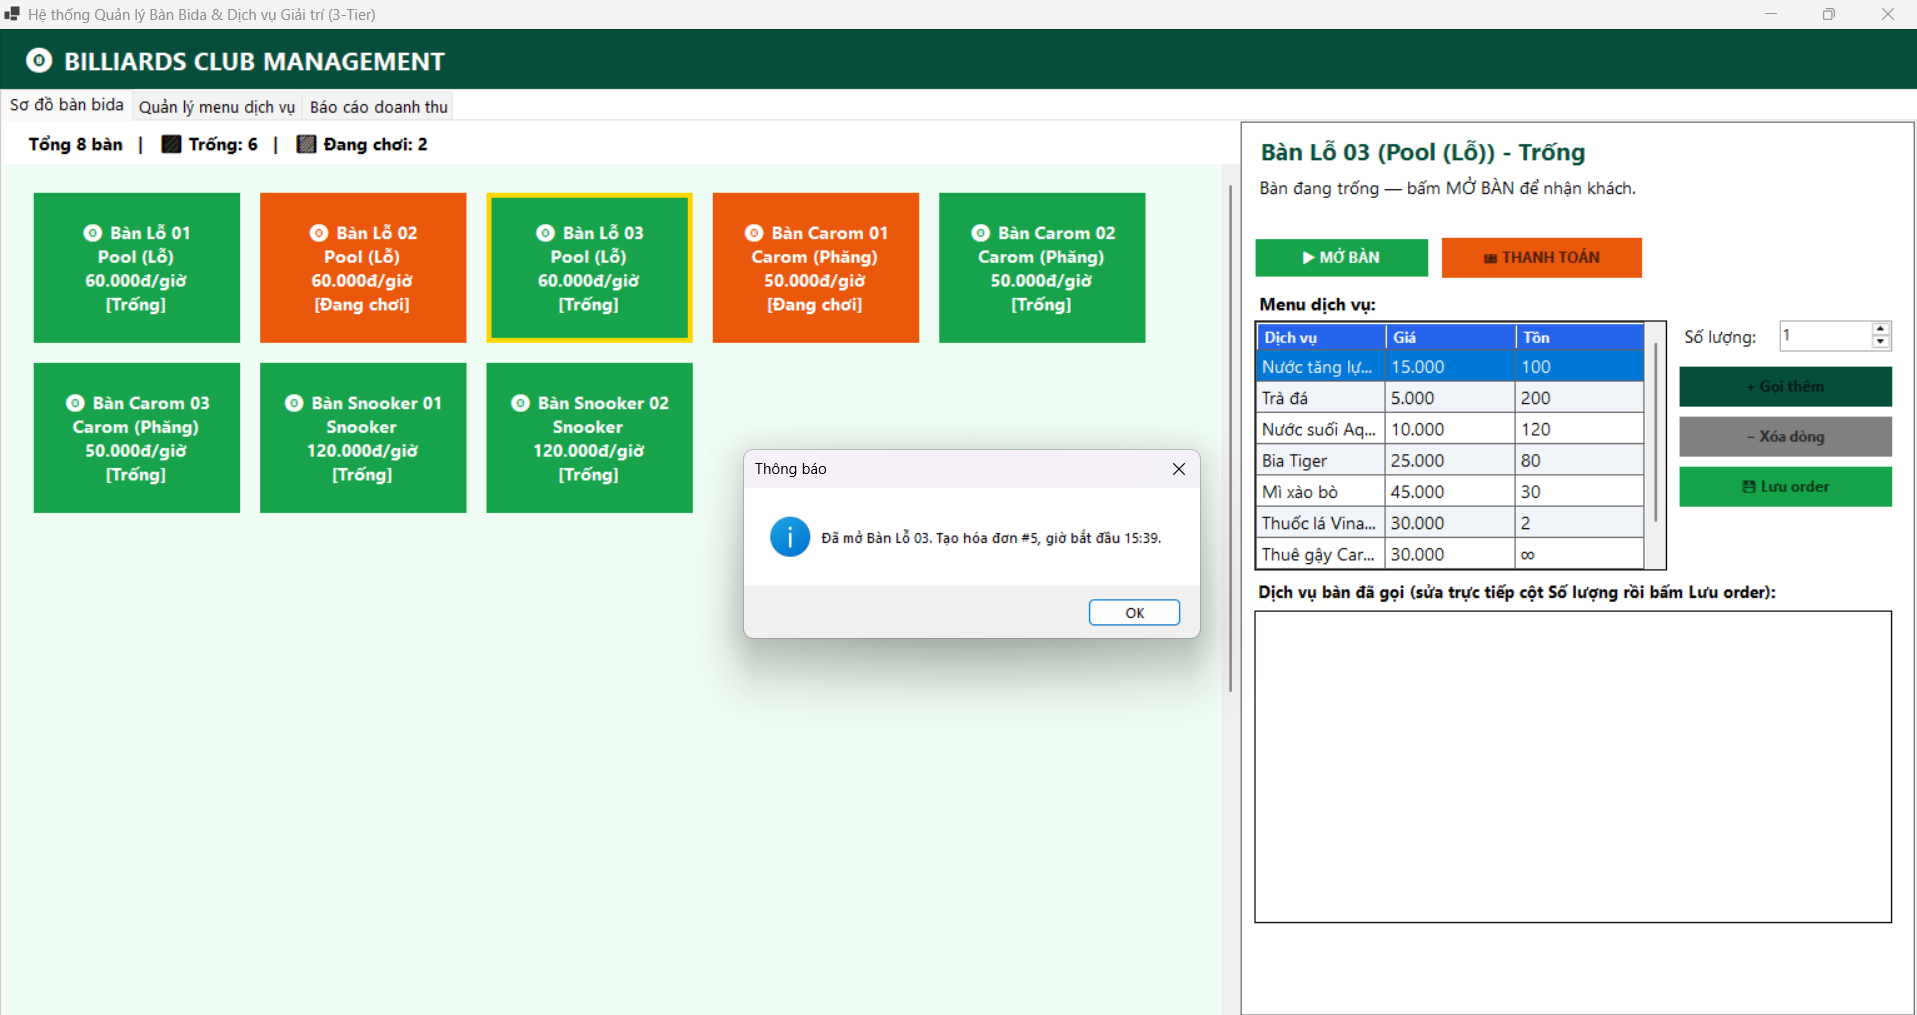 Hệ thống Quản lý Bàn Bida & Dịch vụ Giải trí (3-Tier)
BILLIARDS CLUB MANAGEMENT
Sơ đồ bàn bida
Quản lý menu dịch vụ
Báo cáo doanh thu
Tổng 8 bàn | Trống: 6 | Đang chơi: 2
Bàn Lỗ 01
Pool (Lỗ)
60.000đ/giờ
[Trống]
Bàn Lỗ 02
Pool (Lỗ)
60.000đ/giờ
[Đang chơi]
Bàn Lỗ 03
Pool (Lỗ)
60.000đ/giờ
[Trống]
Bàn Carom 01
Carom (Phăng)
50.000đ/giờ
[Đang chơi]
Bàn Carom 02
Carom (Phăng)
50.000đ/giờ
[Trống]
Bàn Carom 03
Carom (Phăng)
50.000đ/giờ
[Trống]
Bàn Snooker 01
Snooker
120.000đ/giờ
[Trống]
Bàn Snooker 02
Snooker
120.000đ/giờ
[Trống]
Thông báo
Đã mở Bàn Lỗ 03. Tạo hóa đơn #5, giờ bắt đầu 15:39.
OK
Bàn Lỗ 03 (Pool (Lỗ)) - Trống
Bàn đang trống — bấm MỞ BÀN để nhận khách.
MỞ BÀN
THANH TOÁN
Menu dịch vụ:
Dịch vụ Giá Tồn
Nước tăng lự... 15.000 100
Trà đá 5.000 200
Nước suối Aq... 10.000 120
Bia Tiger 25.000 80
Mì xào bò 45.000 30
Thuốc lá Vina... 30.000 2
Thuê gậy Car... 30.000 ∞
Số lượng: 1
+ Gọi thêm
− Xóa dòng
Lưu order
Dịch vụ bàn đã gọi (sửa trực tiếp cột Số lượng rồi bấm Lưu order):